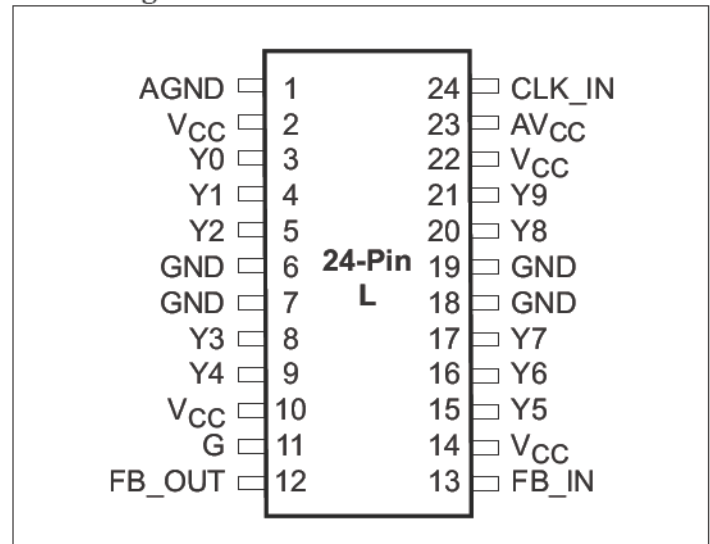 AGND 1 24 CLK_IN
VCC 2 23 AVCC
Y0 3 22 VCC
Y1 4 21 Y9
Y2 5 20 Y8
GND 6 24-Pin 19 GND
GND 7 L 18 GND
Y3 8 17 Y7
Y4 9 16 Y6
VCC 10 15 Y5
G 11 14 VCC
FB_OUT 12 13 FB_IN